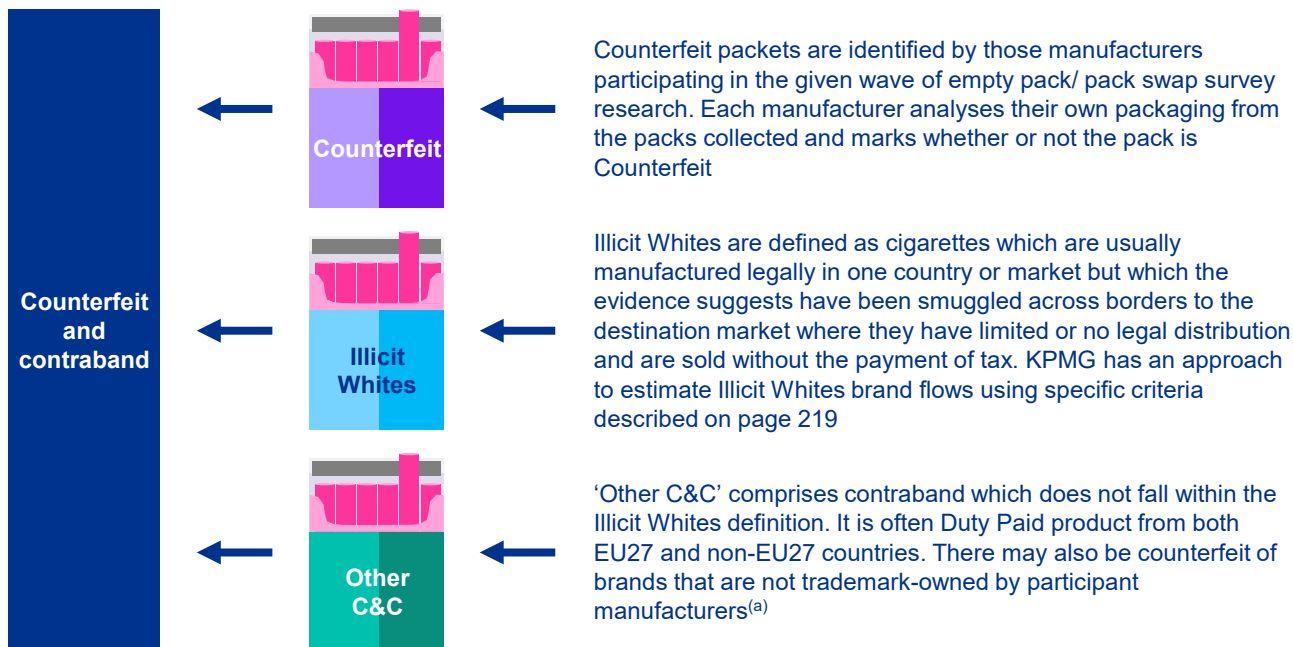 Counterfeit
and
contraband
Counterfeit
Counterfeit packets are identified by those manufacturers
participating in the given wave of empty pack/ pack swap survey
research. Each manufacturer analyses their own packaging from
the packs collected and marks whether or not the pack is
Counterfeit
Illicit
Whites
Illicit Whites are defined as cigarettes which are usually
manufactured legally in one country or market but which the
evidence suggests have been smuggled across borders to the
destination market where they have limited or no legal distribution
and are sold without the payment of tax. KPMG has an approach
to estimate Illicit Whites brand flows using specific criteria
described on page 219
Other
C&C
‘Other C&C’ comprises contraband which does not fall within the
Illicit Whites definition. It is often Duty Paid product from both
EU27 and non-EU27 countries. There may also be counterfeit of
brands that are not trademark-owned by participant
manufacturers(a)